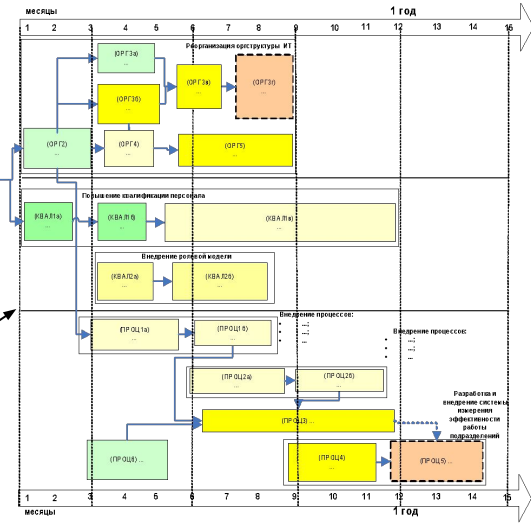 месяцы
1 год
1 2 3 4 5 6 7 8 9 10 11 12 13 14 15
Реорганизация оргструктуры ИТ
(ОРГ3а)
...
(ОРГ3в)
...
(ОРГ3г)
...
(ОРГ3б)
...
(ОРГ2)
...
(ОРГ4)
...
(ОРГ5)
...
Повышение квалификации персонала
(КВАЛ1а)
...
(КВАЛ1б)
...
(КВАЛ1в)
...
Внедрение ролевой модели
(КВАЛ2а)
...
(КВАЛ2б)
...
Внедрение процессов:
• ...;
• ...;
• ...
(ПРОЦ1а)
...
(ПРОЦ1б)
...
Внедрение процессов:
• ...;
• ...;
• ...
(ПРОЦ2а)
...
(ПРОЦ2б)
...
Разработка и
внедрение системы
измерения
эффективности
работы
подразделений
(ПРОЦ3) ...
(ПРОЦ6) ...
(ПРОЦ4)
...
(ПРОЦ5) ...
1 2 3 4 5 6 7 8 9 10 11 12 13 14 15
месяцы
1 год